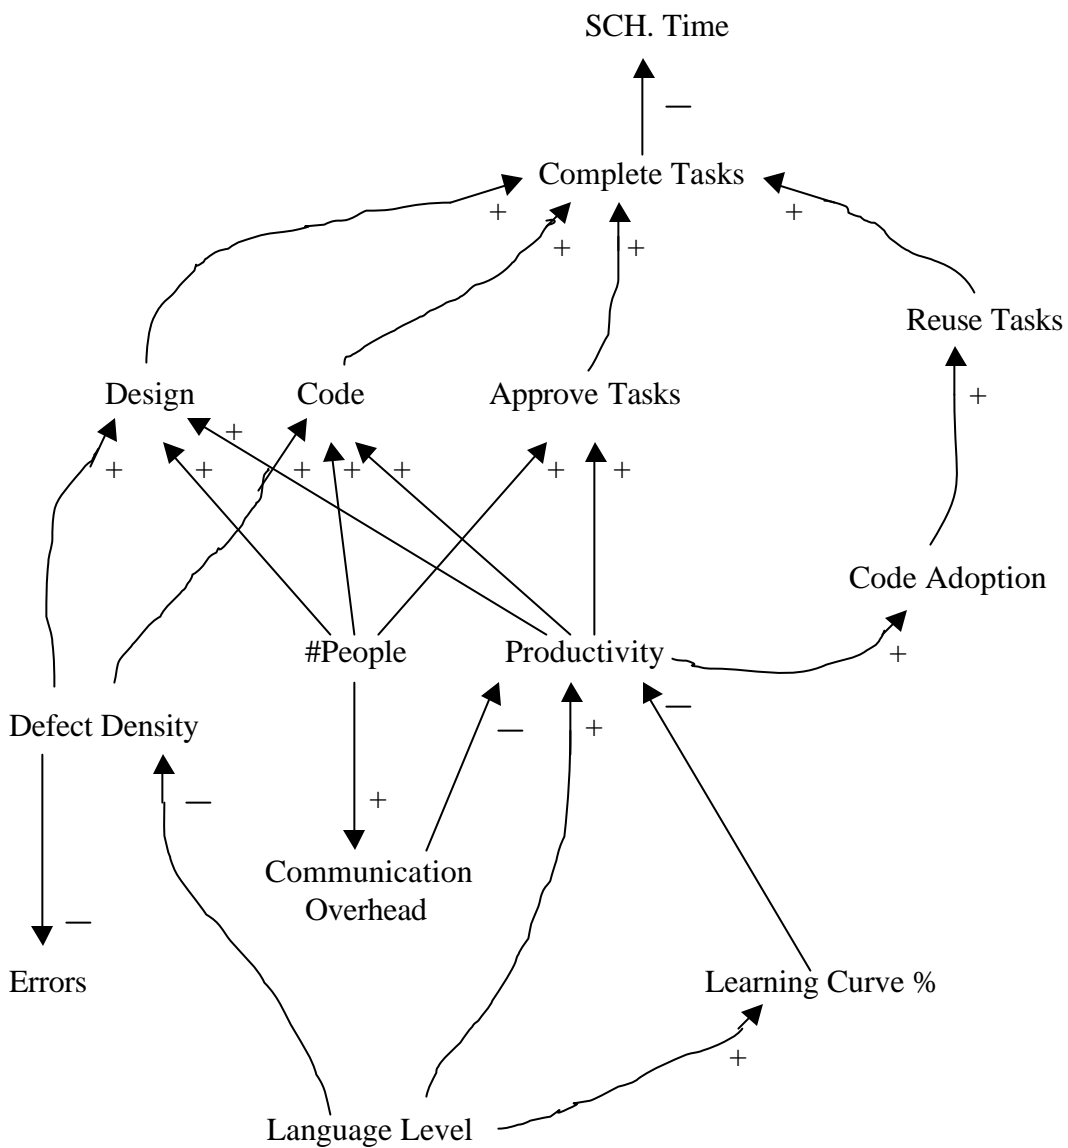 SCH. Time
—
Complete Tasks
+ + + +
Reuse Tasks
Design Code Approve Tasks +
+
+ + + + + + +
Code Adoption
#People Productivity +
— +
—
Defect Density
— +
Communication
Overhead
—
Errors
Learning Curve %
+
Language Level